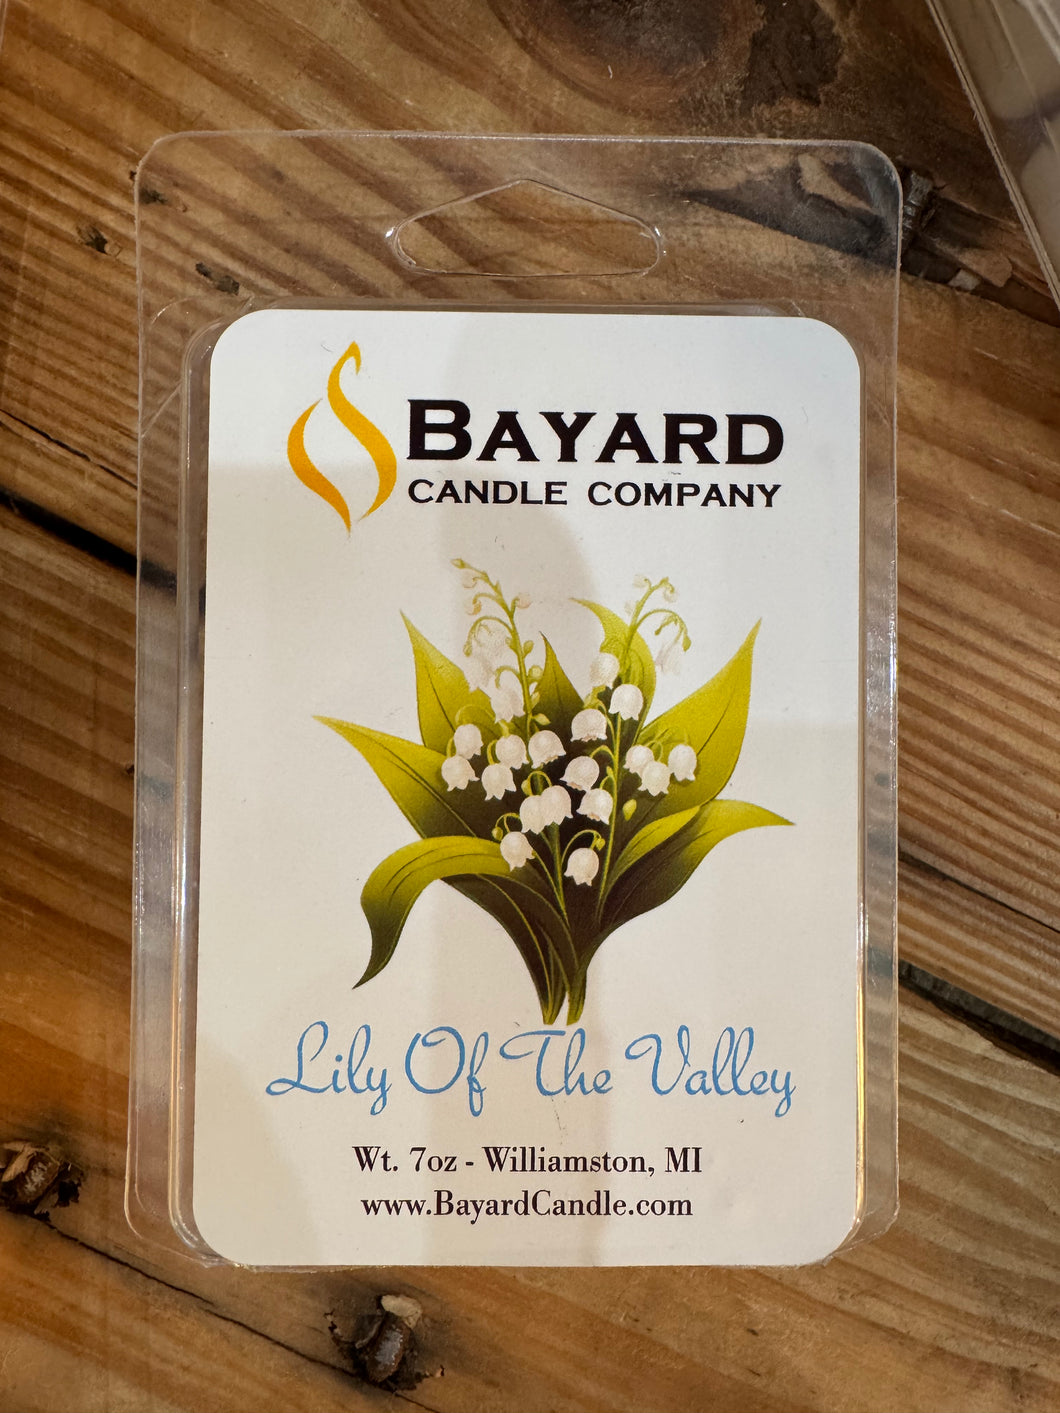 BAYARD
CANDLE COMPANY
Lily Of The Valley
Wt. 7oz - Williamston, MI
www.BayardCandle.com